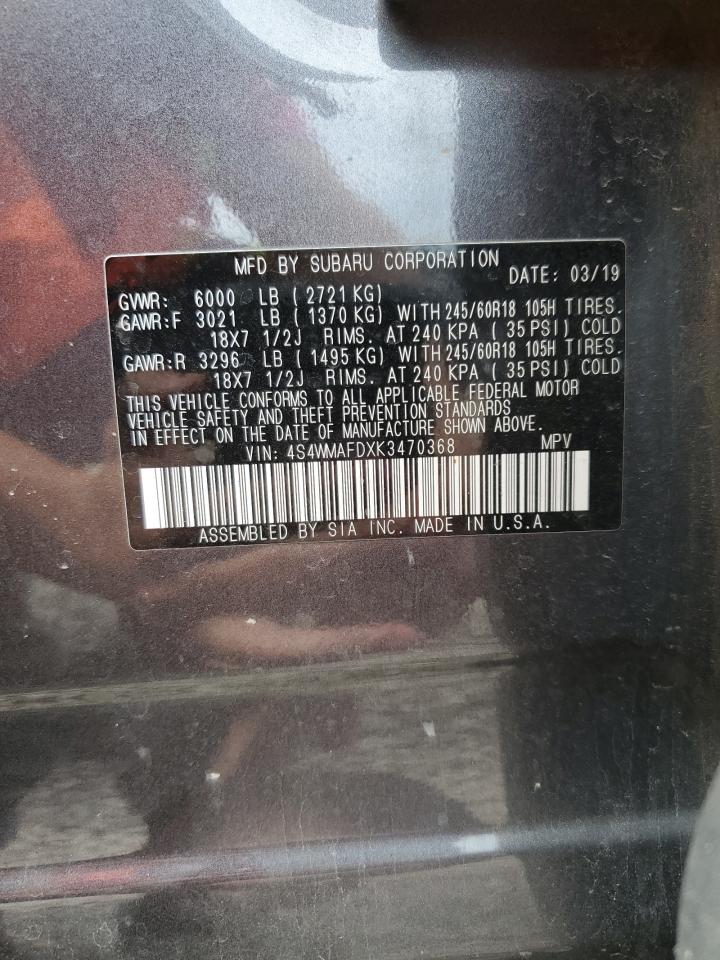 MFD BY SUBARU CORPORATION DATE: 03/19
GVWR: 6000 LB ( 2721 KG)
GAWR:F 3021 LB ( 1370 KG) WITH 245/60R18 105H TIRES.
18X7 1/2J RIMS. AT 240 KPA ( 35 PSI) COLD
GAWR:R 3296 LB ( 1495 KG) WITH 245/60R18 105H TIRES.
18X7 1/2J RIMS. AT 240 KPA ( 35 PSI) COLD
THIS VEHICLE CONFORMS TO ALL APPLICABLE FEDERAL MOTOR
VEHICLE SAFETY AND THEFT PREVENTION STANDARDS
IN EFFECT ON THE DATE OF MANUFACTURE SHOWN ABOVE.
VIN: 4S4WMAFDXK3470368 MPV
ASSEMBLED BY SIA INC. MADE IN U.S.A.